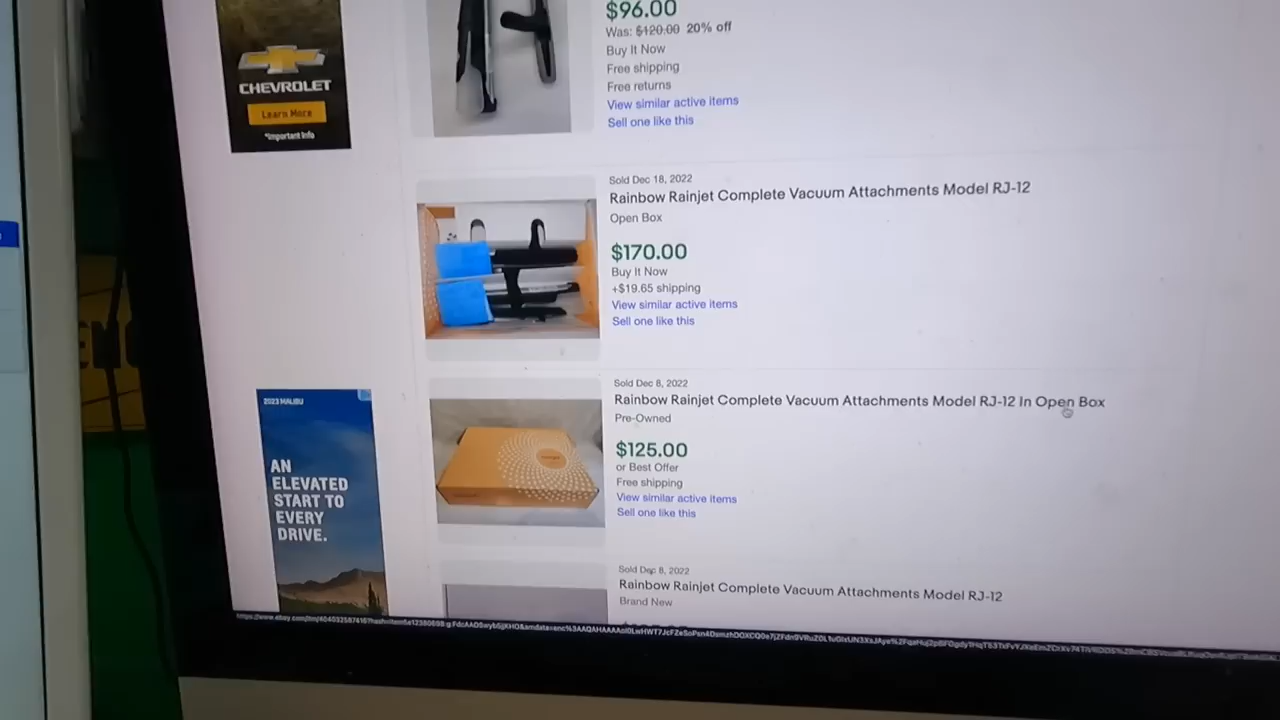 $96.00
Was: $120.00 20% off
Buy It Now
Free shipping
Free returns
View similar active items
Sell one like this
CHEVROLET
Learn More
*Important Info
Sold Dec 18, 2022
Rainbow Rainjet Complete Vacuum Attachments Model RJ-12
Open Box
$170.00
Buy It Now
+$19.65 shipping
View similar active items
Sell one like this
Sold Dec 8, 2022
Rainbow Rainjet Complete Vacuum Attachments Model RJ-12 In Open Box
Pre-Owned
$125.00
or Best Offer
Free shipping
View similar active items
Sell one like this
2023 MALIBU
AN
ELEVATED
START TO
EVERY
DRIVE.
Sold Dec 8, 2022
Rainbow Rainjet Complete Vacuum Attachments Model RJ-12
Brand New